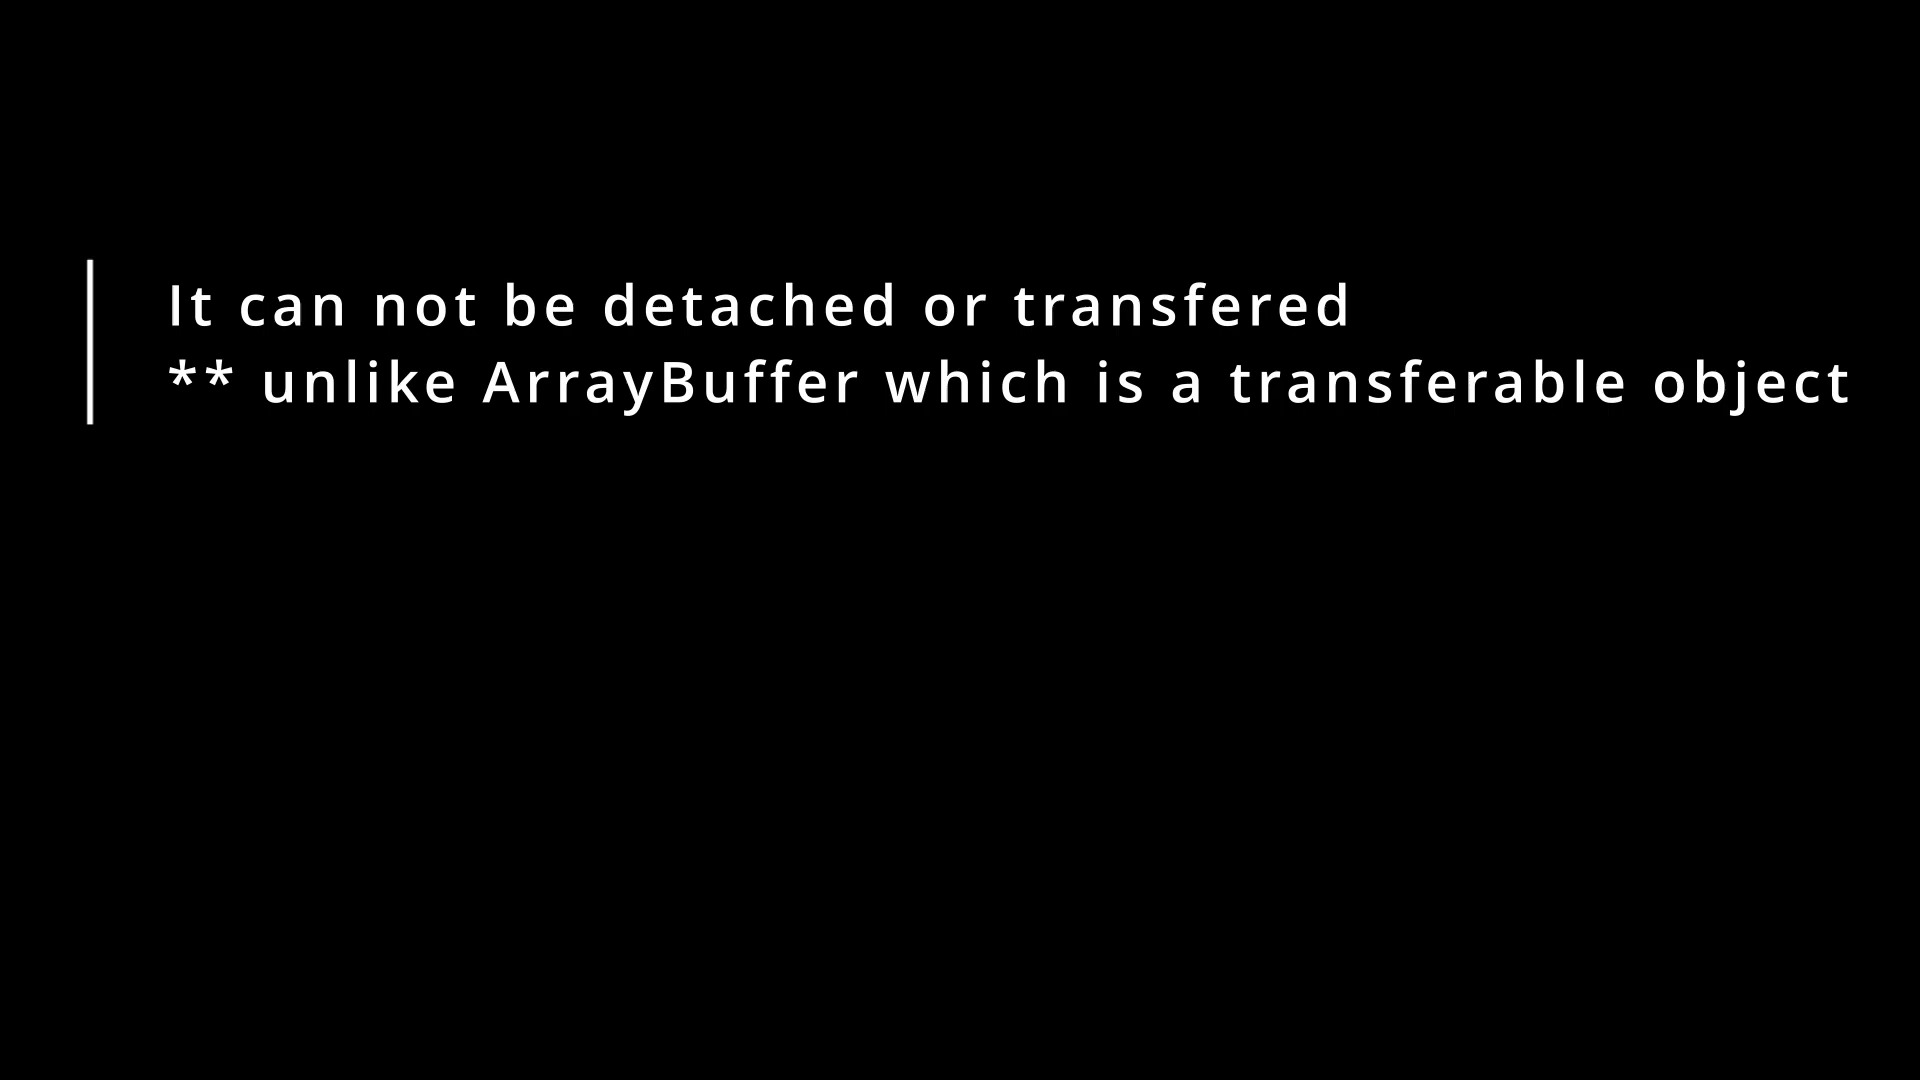 It can not be detached or transfered
** unlike ArrayBuffer which is a transferable object